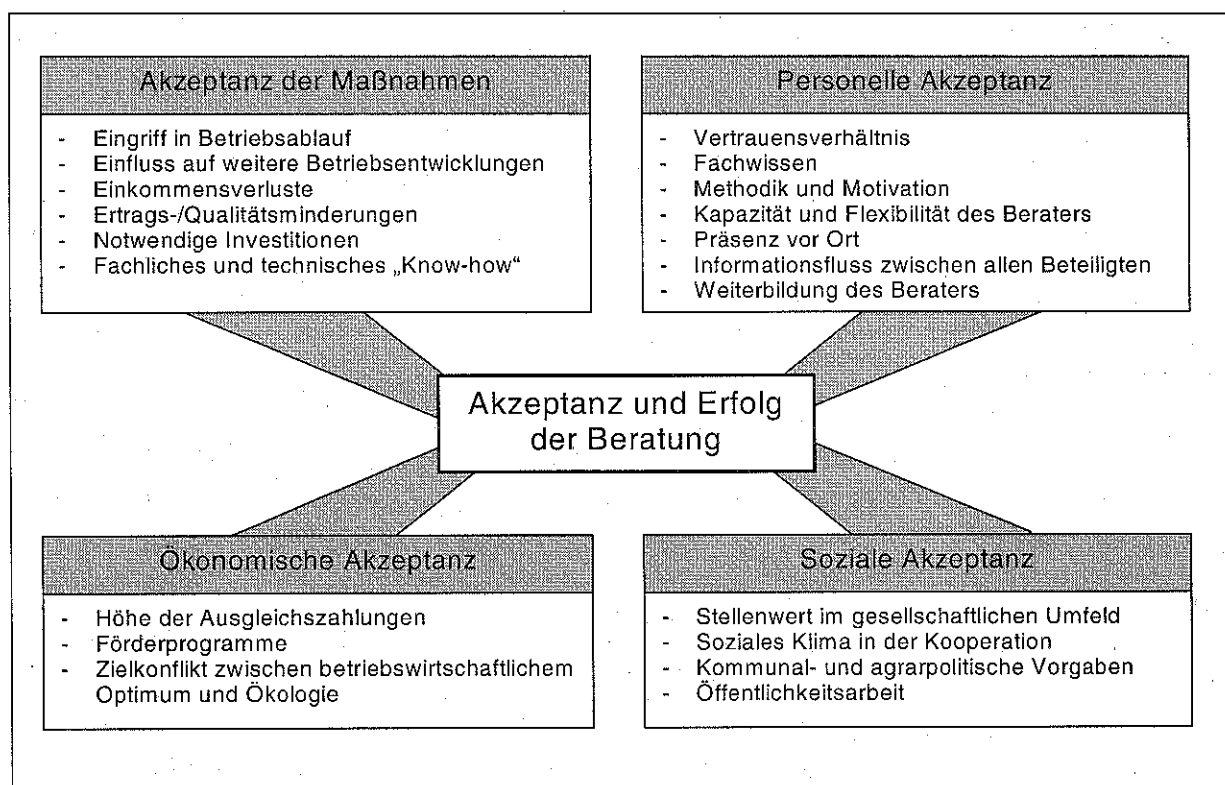 Akzeptanz der Maßnahmen
- Eingriff in Betriebsablauf
- Einfluss auf weitere Betriebsentwicklungen
- Einkommensverluste
- Ertrags-/Qualitätsminderungen
- Notwendige Investitionen
- Fachliches und technisches „Know-how“
Personelle Akzeptanz
- Vertrauensverhältnis
- Fachwissen
- Methodik und Motivation
- Kapazität und Flexibilität des Beraters
- Präsenz vor Ort
- Informationsfluss zwischen allen Beteiligten
- Weiterbildung des Beraters
Akzeptanz und Erfolg
der Beratung
Ökonomische Akzeptanz
- Höhe der Ausgleichszahlungen
- Förderprogramme
- Zielkonflikt zwischen betriebswirtschaftlichem
Optimum und Ökologie
Soziale Akzeptanz
- Stellenwert im gesellschaftlichen Umfeld
- Soziales Klima in der Kooperation
- Kommunal- und agrarpolitische Vorgaben
- Öffentlichkeitsarbeit